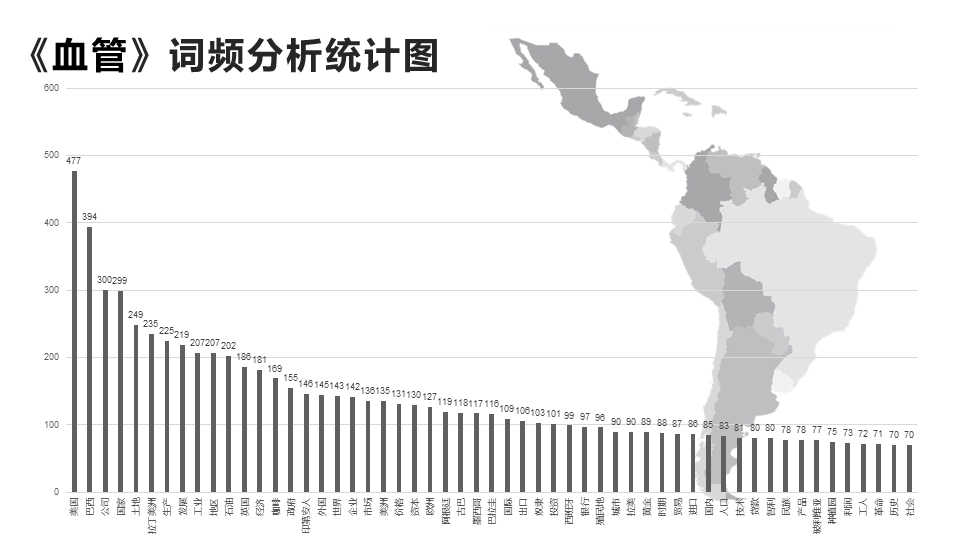 《血管》词频分析统计图
600
500
400
300
200
100
0
477
394
300
299
249
235
225
219
207
207
202
186
181
169
155
146
145
143
142
136
135
131
130
127
119
118
117
116
109
106
103
101
99
97
96
90
90
89
88
87
86
85
83
81
80
80
78
78
77
75
73
72
71
70
70
美国
巴西
公司
国家
土地
拉丁美洲
生产
发展
工业
地区
石油
英国
经济
咖啡
政府
印第安人
外国
世界
企业
市场
美洲
价格
资本
欧洲
阿根廷
古巴
墨西哥
巴拉圭
国际
出口
奴隶
投资
西班牙
银行
殖民地
城市
拉美
黄金
时期
贸易
进口
国内
人口
技术
贷款
智利
民族
产品
玻利维亚
种植园
利润
工人
革命
历史
社会